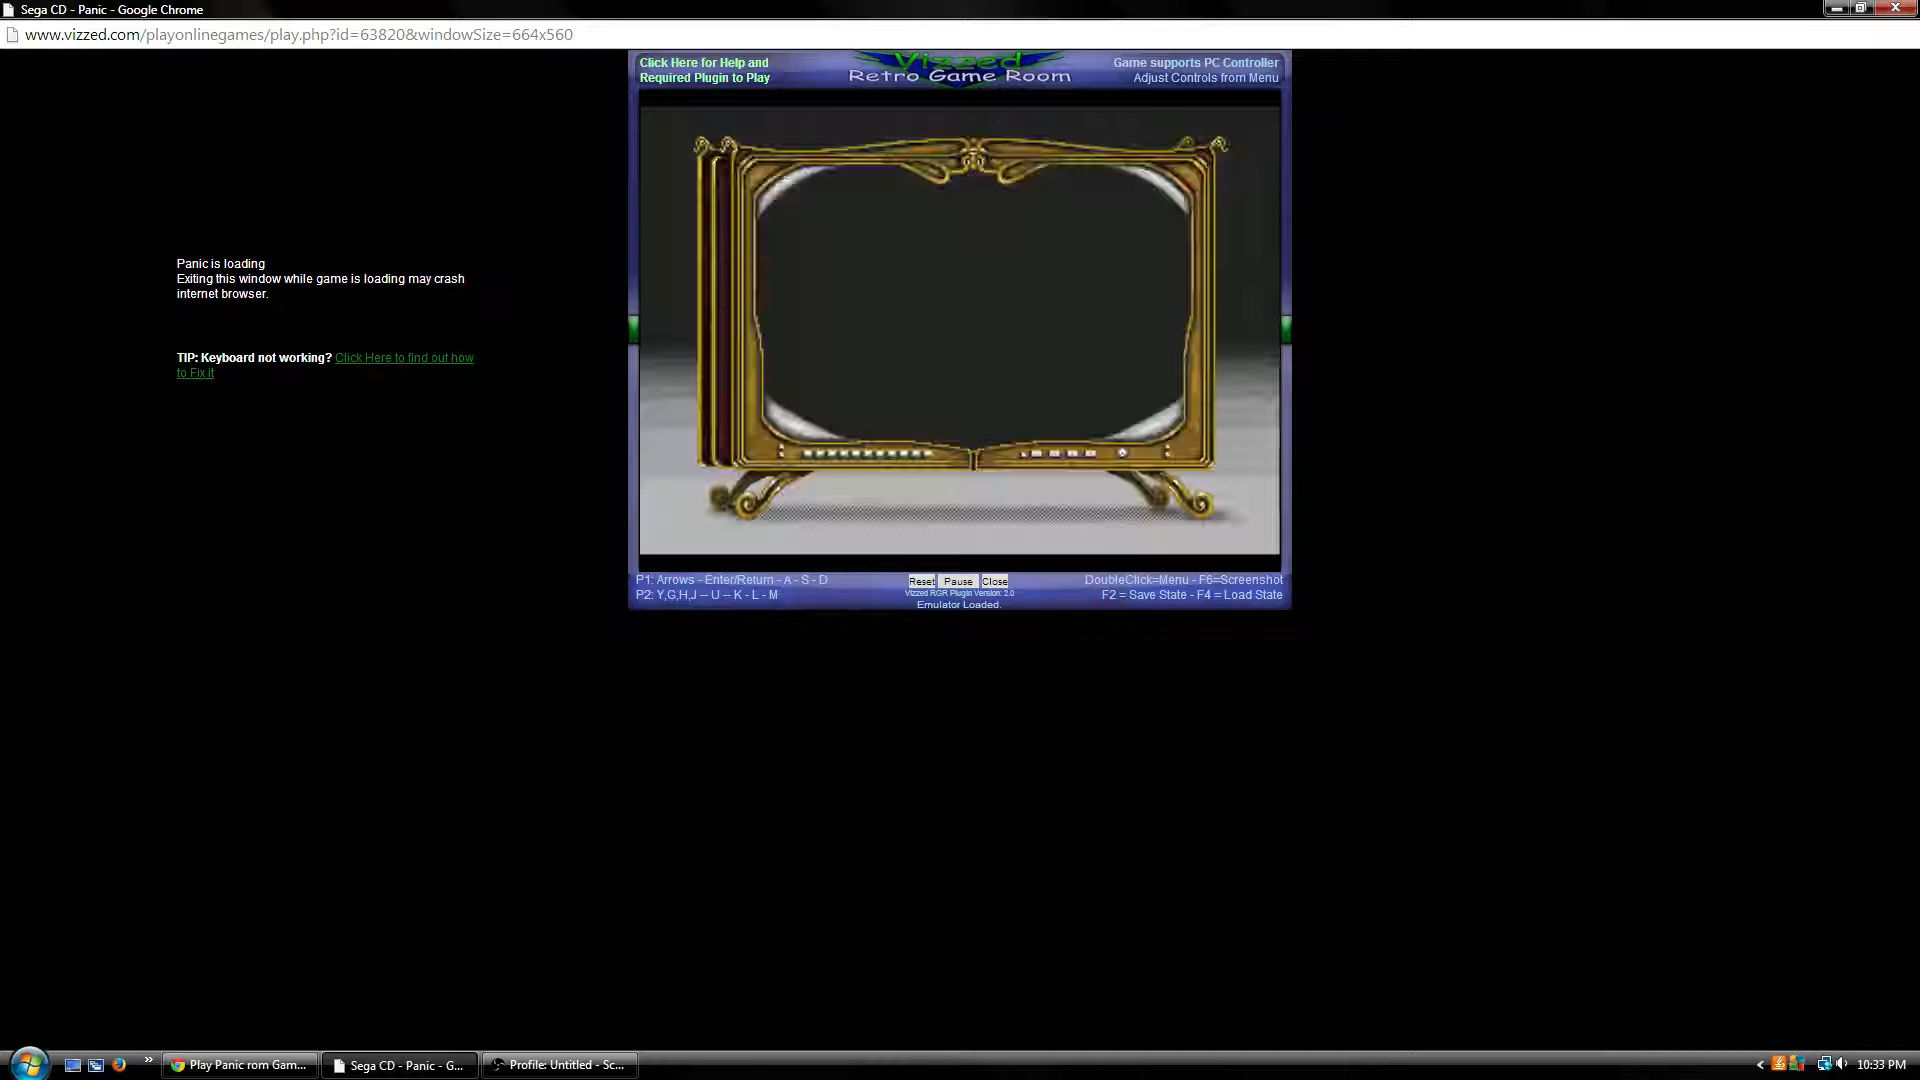 Sega CD - Panic - Google Chrome
www.vizzed.com/playonlinegames/play.php?id=63820&windowSize=664x560
Click Here for Help and
Required Plugin to Play
Vizzed
Retro Game Room
Game supports PC Controller
Adjust Controls from Menu
Panic is loading
Exiting this window while game is loading may crash
internet browser.
TIP: Keyboard not working? Click Here to find out how
to Fix it
P1: Arrows - Enter/Return - A - S - D
P2: Y,G,H,J -- U -- K - L - M
Reset Pause Close
Vizzed RGR Plugin Version: 2.0
Emulator Loaded.
DoubleClick=Menu - F6=Screenshot
F2 = Save State - F4 = Load State
Play Panic rom Gam...
Sega CD - Panic - G...
Profile: Untitled - Sc...
10:33 PM